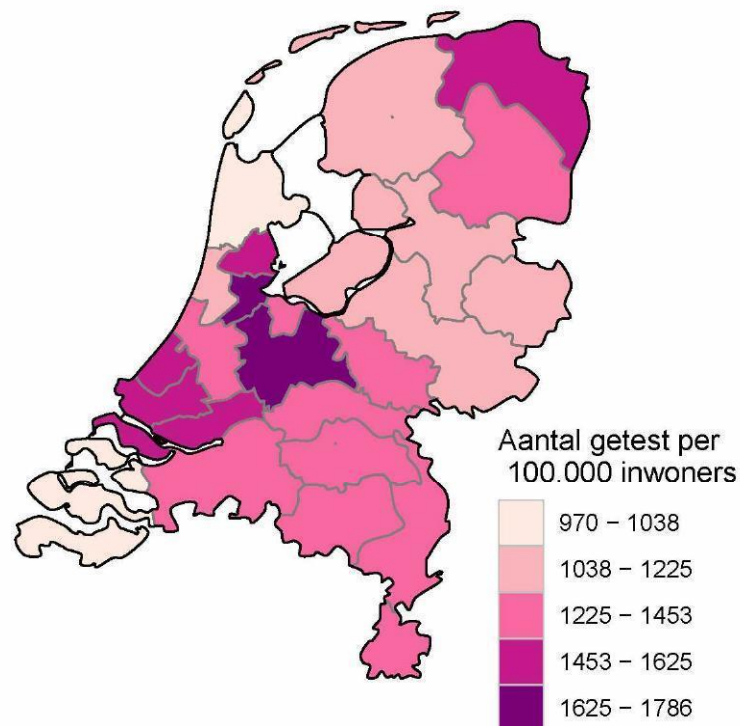 Aantal getest per
100.000 inwoners
970 − 1038
1038 − 1225
1225 − 1453
1453 − 1625
1625 − 1786